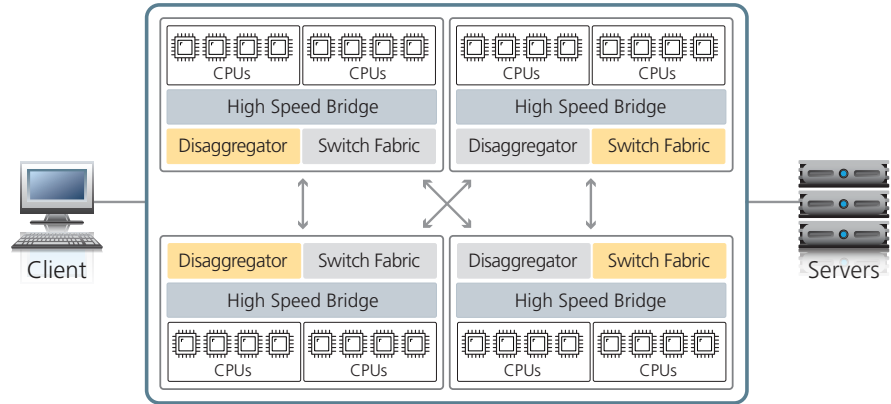 CPUs CPUs CPUs CPUs
High Speed Bridge High Speed Bridge
Disaggregator Switch Fabric Disaggregator Switch Fabric
Client Servers
Disaggregator Switch Fabric Disaggregator Switch Fabric
High Speed Bridge High Speed Bridge
CPUs CPUs CPUs CPUs